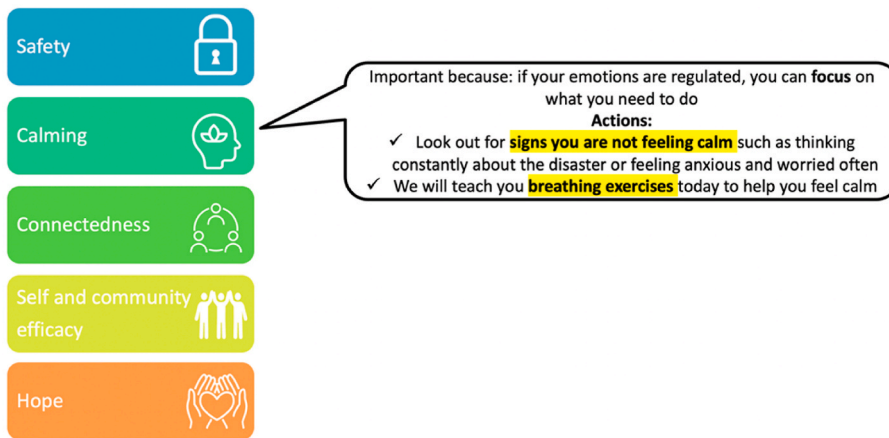 Safety
Calming
Connectedness
Self and community
efficacy
Hope
Important because: if your emotions are regulated, you can focus on
what you need to do
Actions:
✓ Look out for signs you are not feeling calm such as thinking
constantly about the disaster or feeling anxious and worried often
✓ We will teach you breathing exercises today to help you feel calm